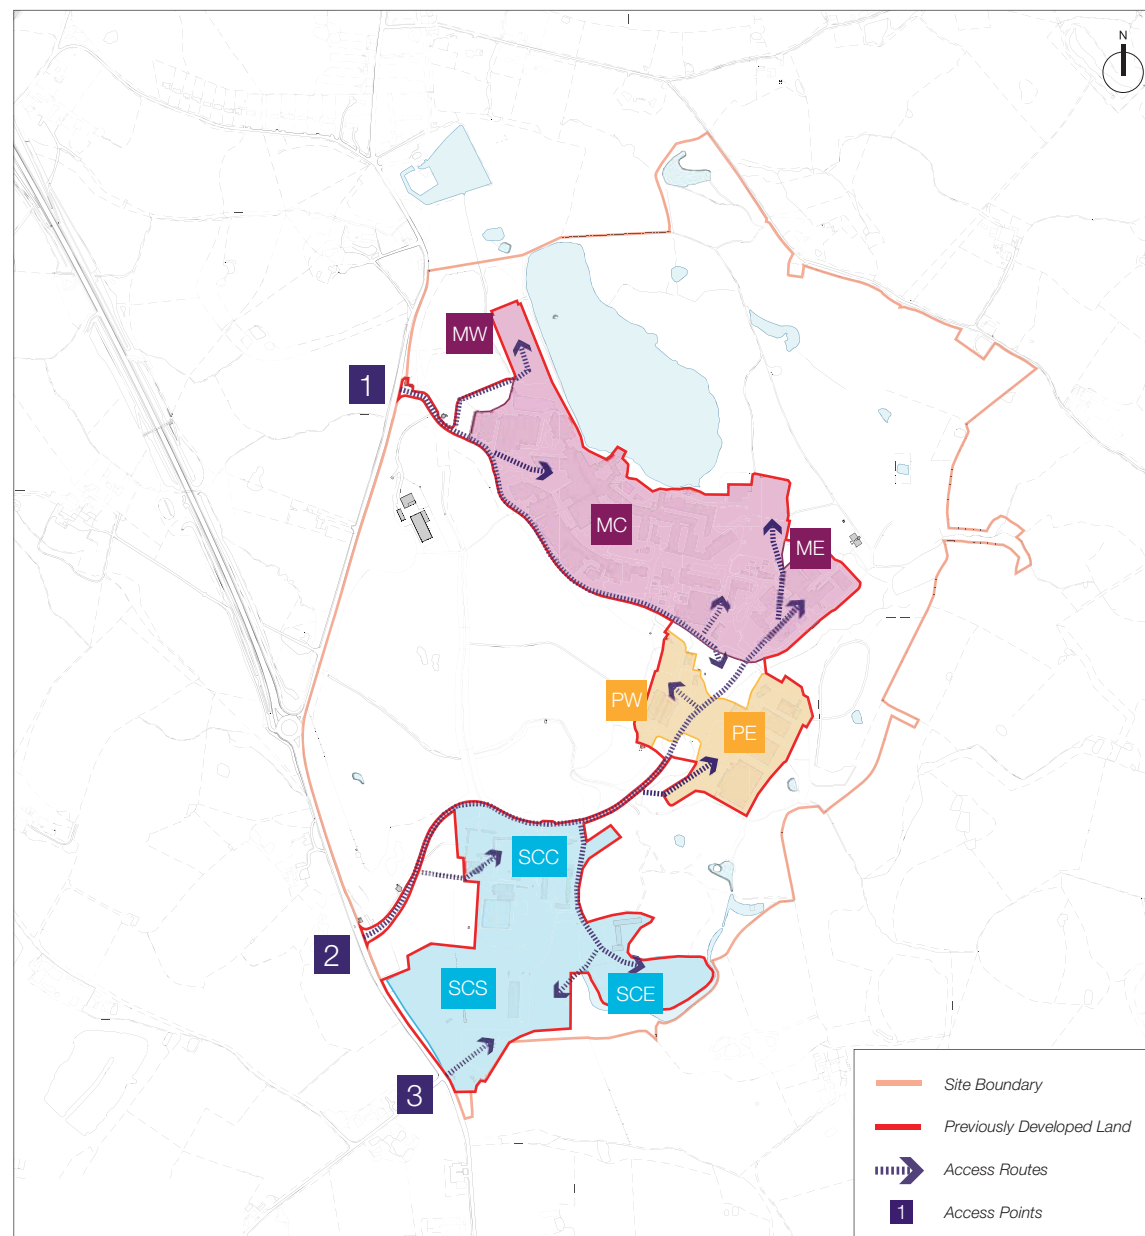 N
MW
1
MC
ME
PW
PE
SCC
2
SCS
SCE
3
Site Boundary
Previously Developed Land
Access Routes
1
Access Points